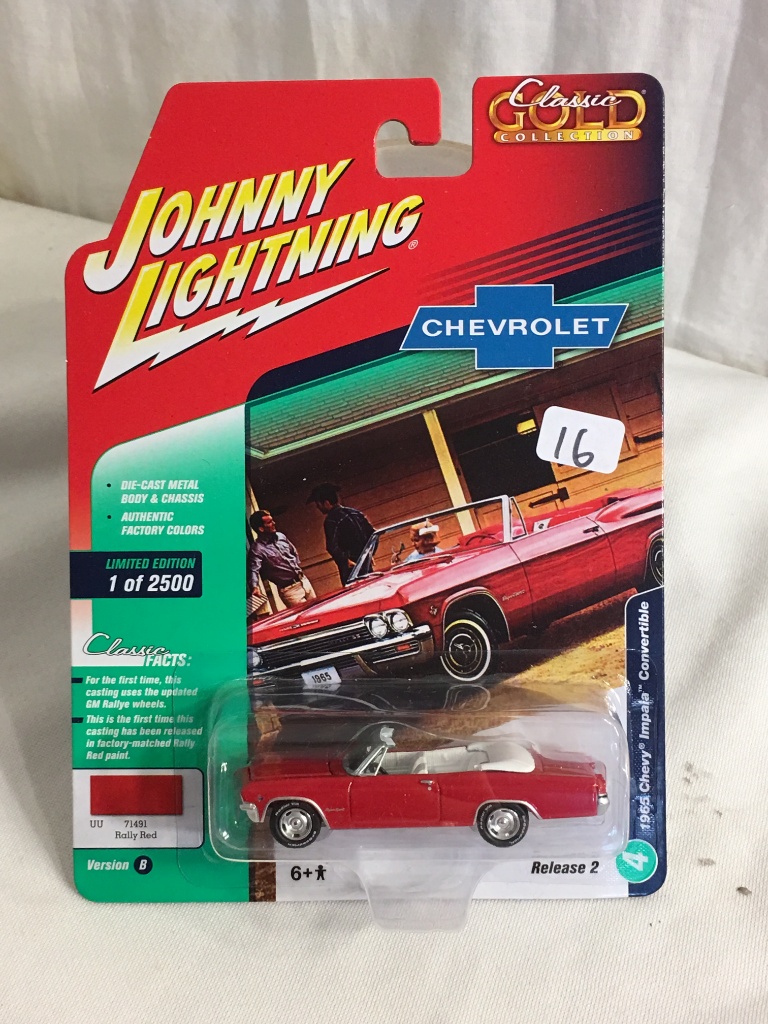 Classic
GOLD®
COLLECTION
JOHNNY
LIGHTNING®
CHEVROLET
16
• DIE-CAST METAL
BODY & CHASSIS
• AUTHENTIC
FACTORY COLORS
LIMITED EDITION
1 of 2500
Classic
FACTS:
For the first time, this
casting uses the updated
GM Rallye wheels.
This is the first time this
casting has been released
in factory-matched Rally
Red paint.
1965
UU 71491
Rally Red
Version B
6+
Release 2
4
1965 Chevy® Impala™ Convertible